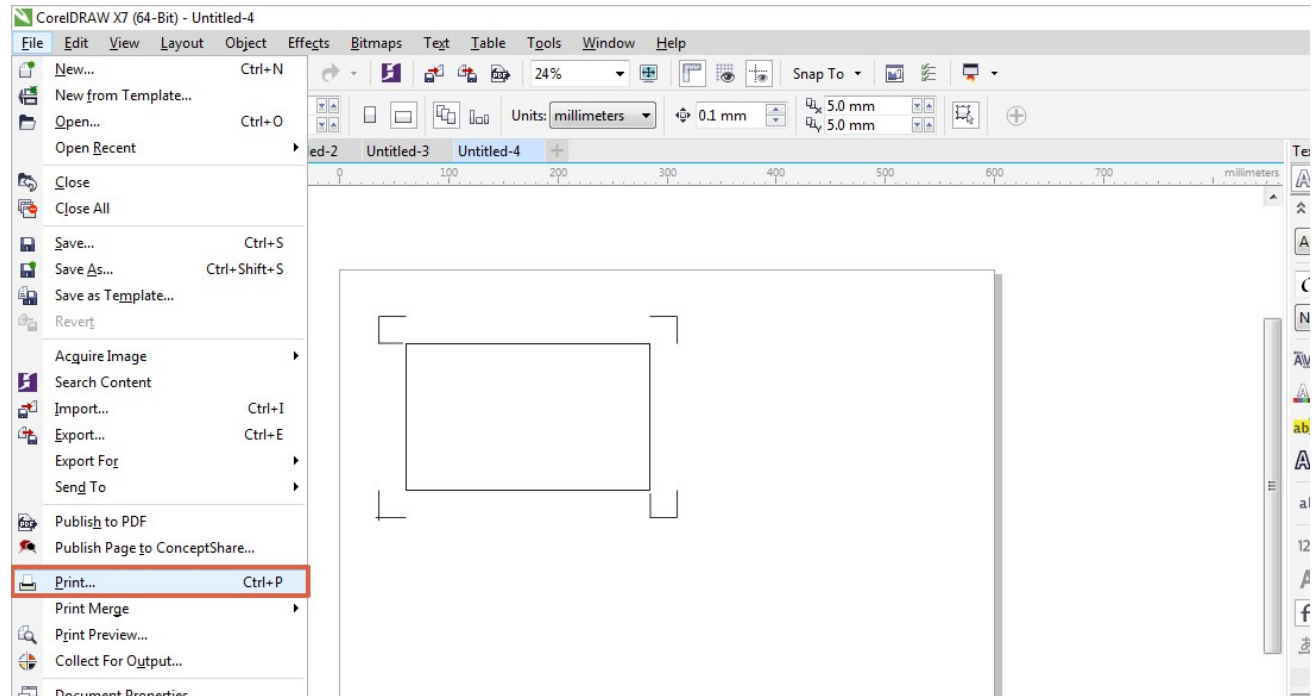 CorelDRAW X7 (64-Bit) - Untitled-4
File Edit View Layout Object Effects Bitmaps Text Table Tools Window Help
New... Ctrl+N
24%
Snap To
New from Template...
Units: millimeters
0.1 mm
5.0 mm
5.0 mm
Open... Ctrl+O
Open Recent
ed-2 Untitled-3 Untitled-4
0 100 200 300 400 500 600 700 millimeters
Close
Close All
Save... Ctrl+S
Save As... Ctrl+Shift+S
Save as Template...
Revert
Acquire Image
Search Content
Import... Ctrl+I
Export... Ctrl+E
Export For
Send To
Publish to PDF
Publish Page to ConceptShare...
Print... Ctrl+P
Print Merge
Print Preview...
Collect For Output...
Document Properties